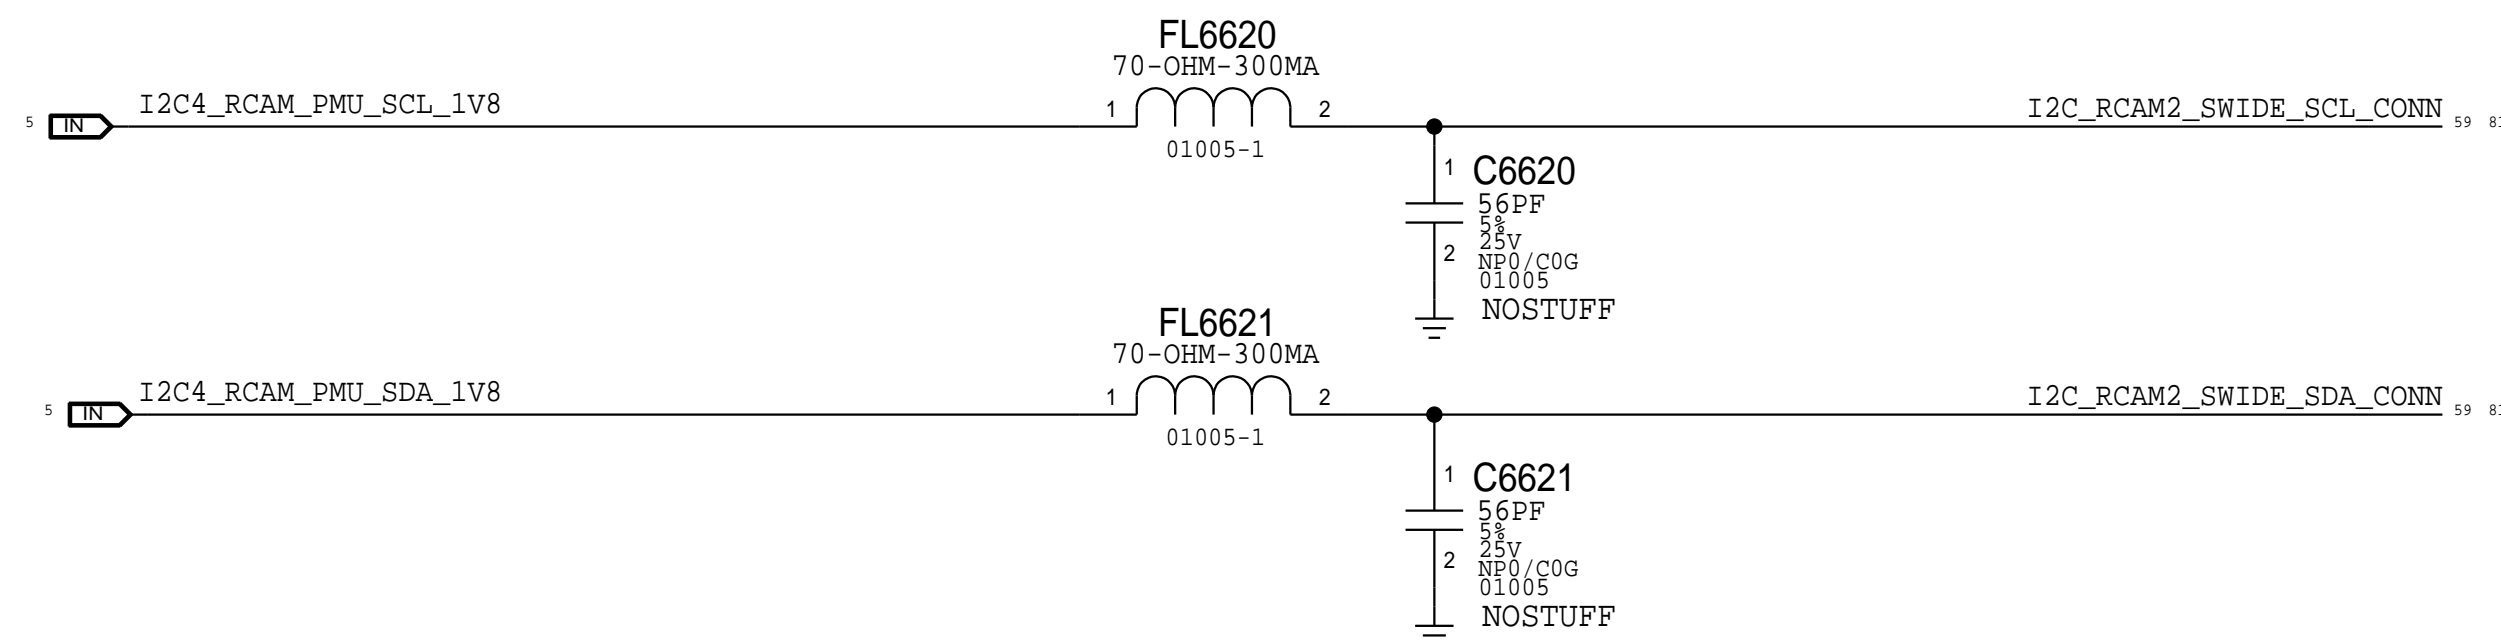 FL6620
70-OHM-300MA
5 IN I2C4_RCAM_PMU_SCL_1V8 1 2 I2C_RCAM2_SWIDE_SCL_CONN 59
01005-1
1 C6620
56PF
5%
25V
2 NP0/C0G
01005
NOSTUFF
FL6621
70-OHM-300MA
5 IN I2C4_RCAM_PMU_SDA_1V8 1 2 I2C_RCAM2_SWIDE_SDA_CONN 59
01005-1
1 C6621
56PF
5%
25V
2 NP0/C0G
01005
NOSTUFF